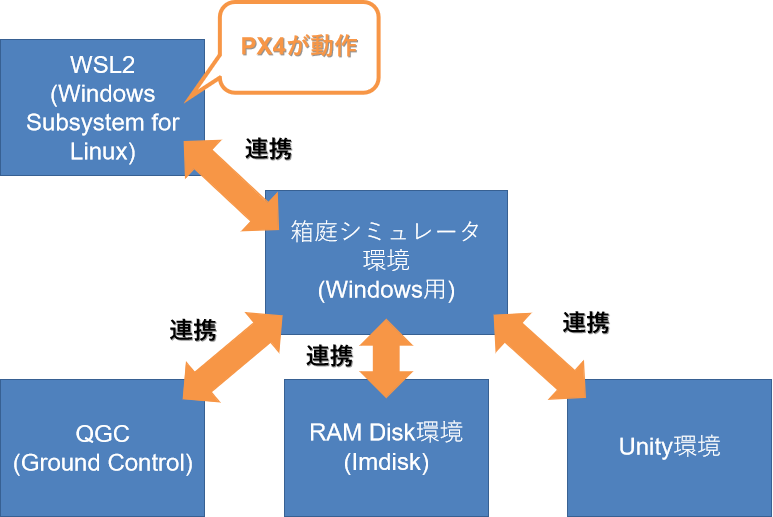 PX4が動作
WSL2
(Windows
Subsystem for
Linux)
連携
箱庭シミュレータ
環境
(Windows用)
連携
連携
連携
QGC
(Ground Control)
RAM Disk環境
(Imdisk)
Unity環境